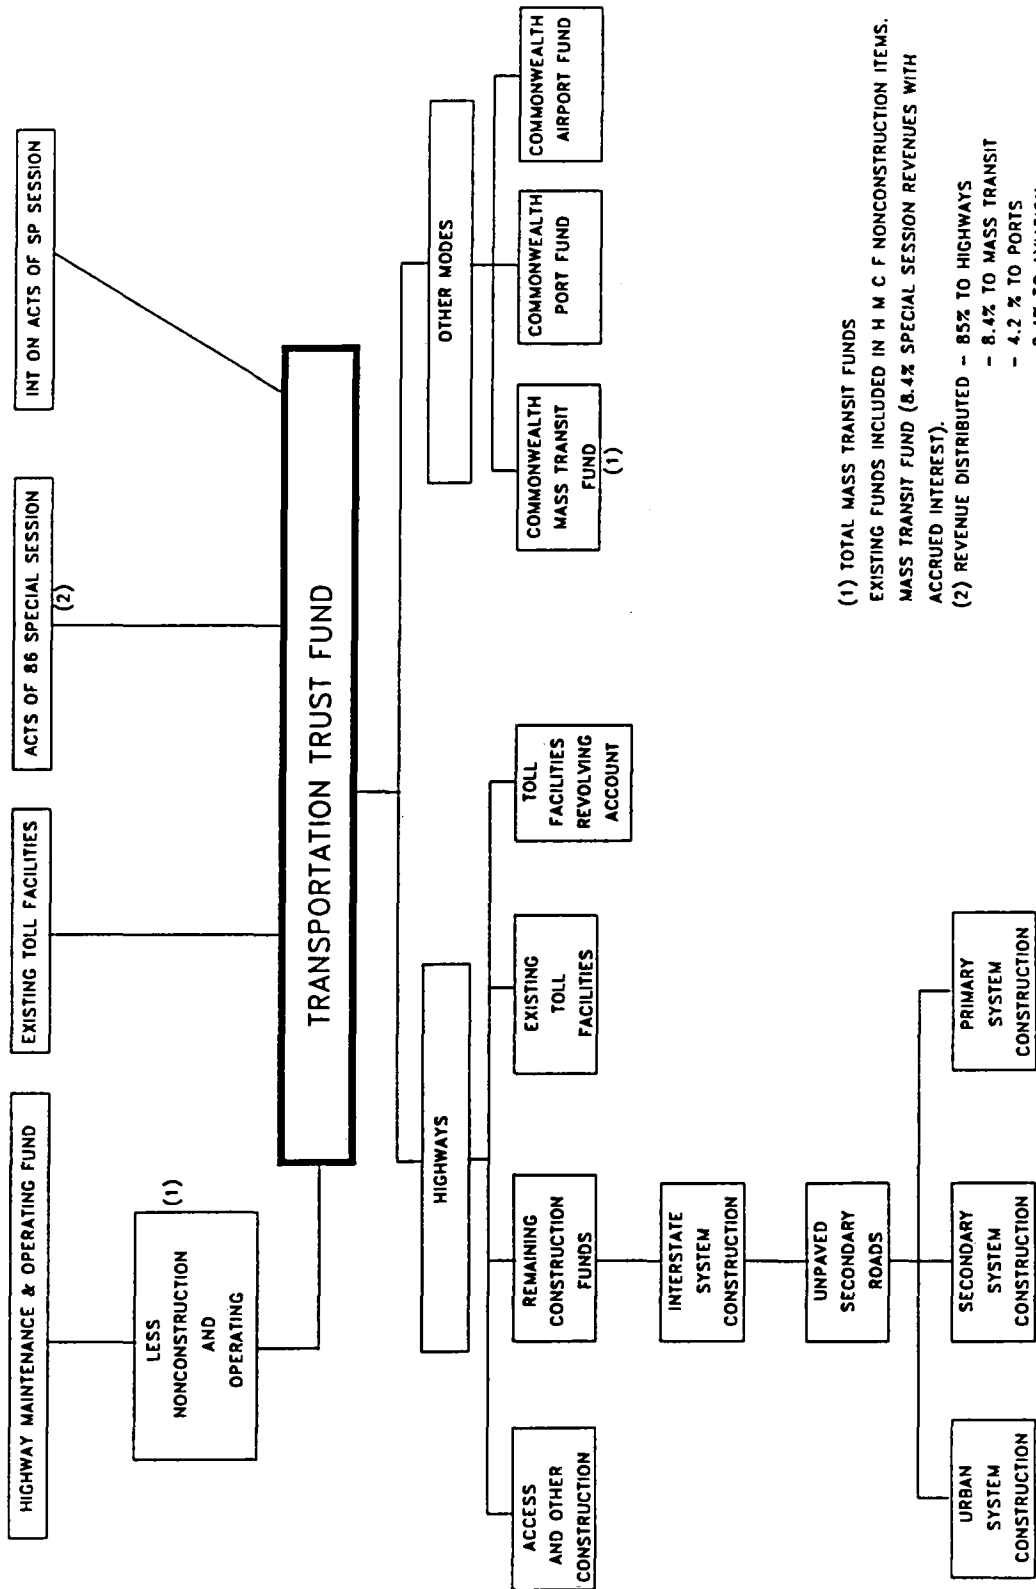 HIGHWAY MAINTENANCE & OPERATING FUND
EXISTING TOLL FACILITIES
ACTS OF 86 SPECIAL SESSION
(2)
INT ON ACTS OF SP SESSION
LESS
NONCONSTRUCTION
AND
OPERATING
(1)
TRANSPORTATION TRUST FUND
HIGHWAYS
OTHER MODES
ACCESS
AND OTHER
CONSTRUCTION
REMAINING
CONSTRUCTION
FUNDS
EXISTING
TOLL
FACILITIES
TOLL
FACILITIES
REVOLVING
ACCOUNT
COMMONWEALTH
MASS TRANSIT
FUND
(1)
COMMONWEALTH
PORT FUND
COMMONWEALTH
AIRPORT FUND
INTERSTATE
SYSTEM
CONSTRUCTION
UNPAVED
SECONDARY
ROADS
URBAN
SYSTEM
CONSTRUCTION
SECONDARY
SYSTEM
CONSTRUCTION
PRIMARY
SYSTEM
CONSTRUCTION
(1) TOTAL MASS TRANSIT FUNDS
EXISTING FUNDS INCLUDED IN H M C F NONCONSTRUCTION ITEMS.
MASS TRANSIT FUND (8.4% SPECIAL SESSION REVENUES WITH
ACCRUED INTEREST).
(2) REVENUE DISTRIBUTED - 85% TO HIGHWAYS
- 8.4% TO MASS TRANSIT
- 4.2 % TO PORTS